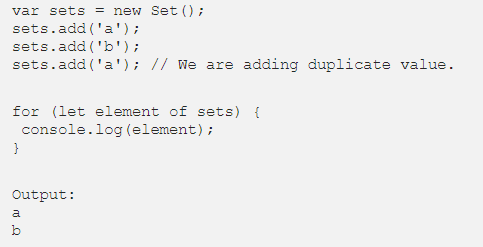 var sets = new Set();
sets.add('a');
sets.add('b');
sets.add('a'); // We are adding duplicate value.
for (let element of sets) {
 console.log(element);
}
Output:
a
b